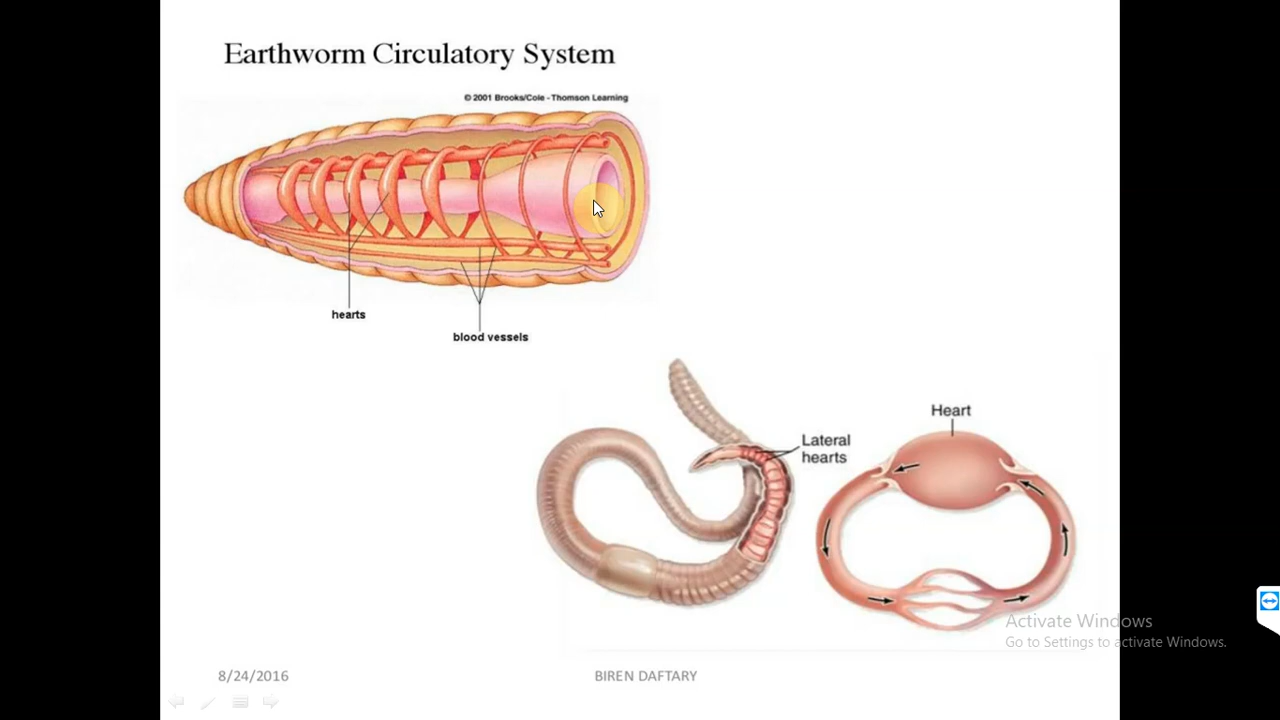 Earthworm Circulatory System
© 2001 Brooks/Cole - Thomson Learning
hearts
blood vessels
Lateral
hearts
Heart
Activate Windows
Go to Settings to activate Windows.
8/24/2016
BIREN DAFTARY